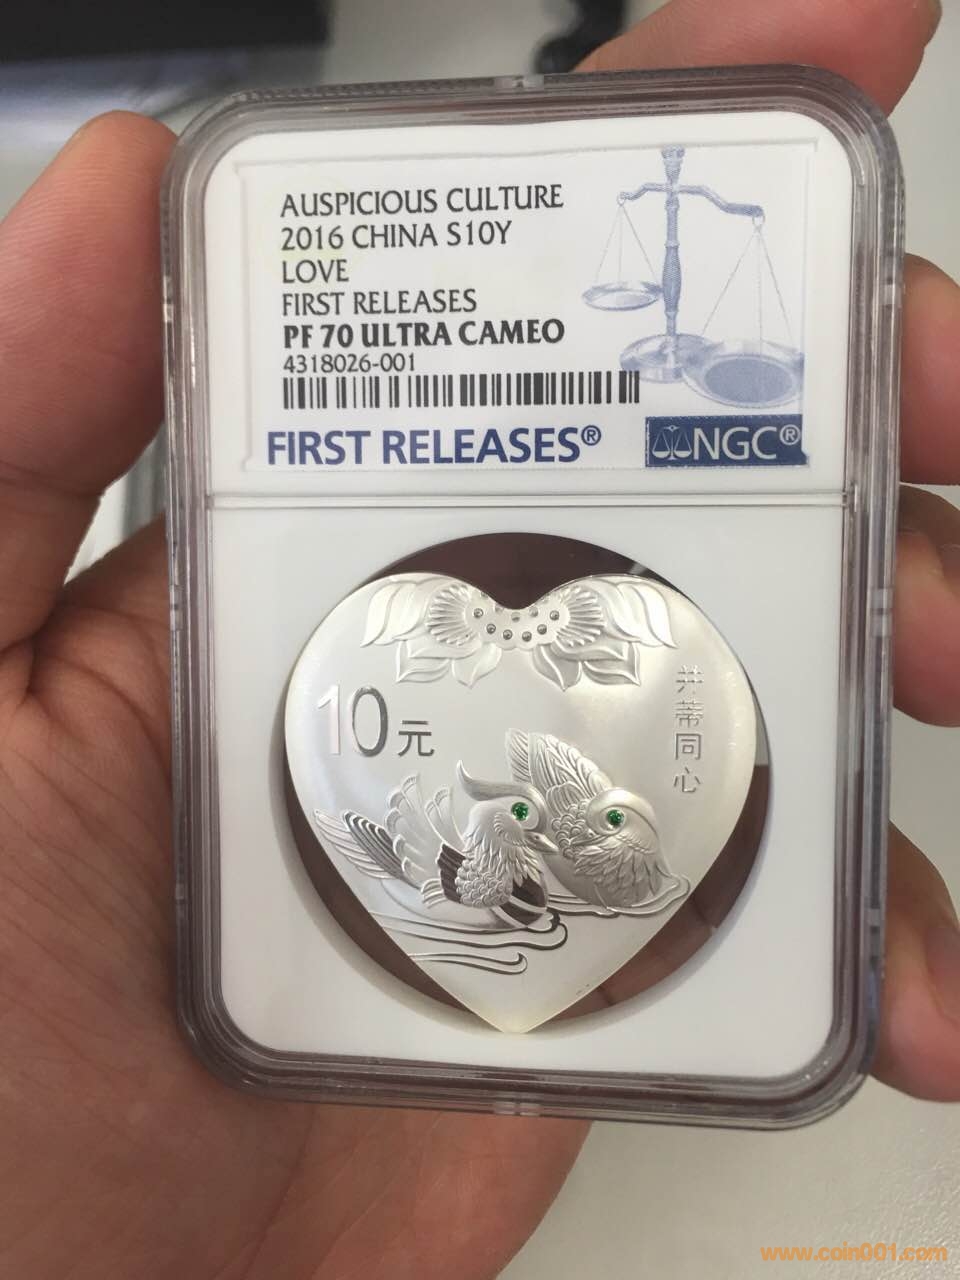 AUSPICIOUS CULTURE
2016 CHINA S10Y
LOVE
FIRST RELEASES
PF 70 ULTRA CAMEO
4318026-001
FIRST RELEASES®
NGC®
10元
并蒂同心
www.coin001.com